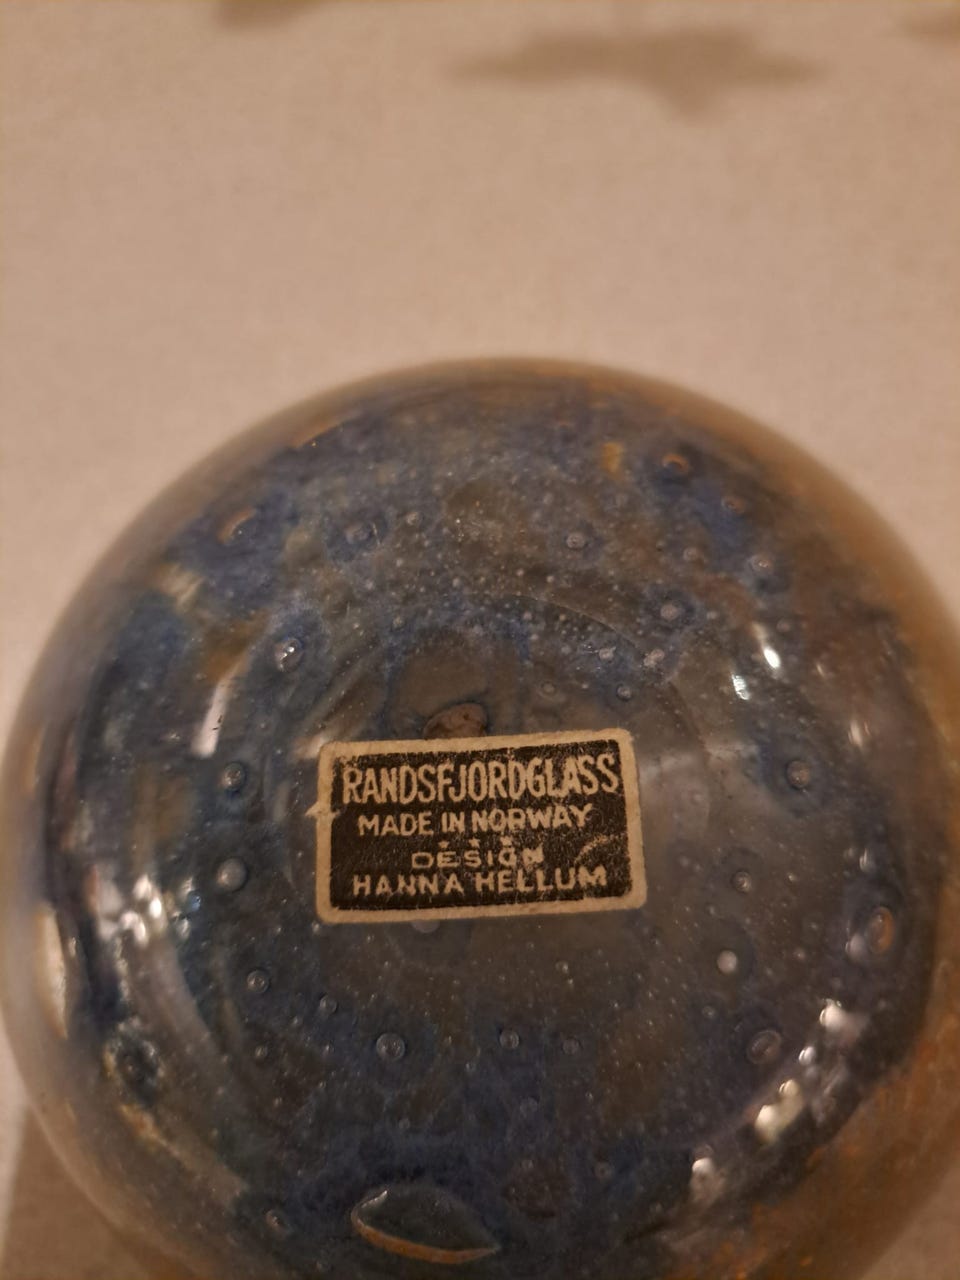 RANDSFJORDGLASS
MADE IN NORWAY
DESIGN
HANNA HELLUM